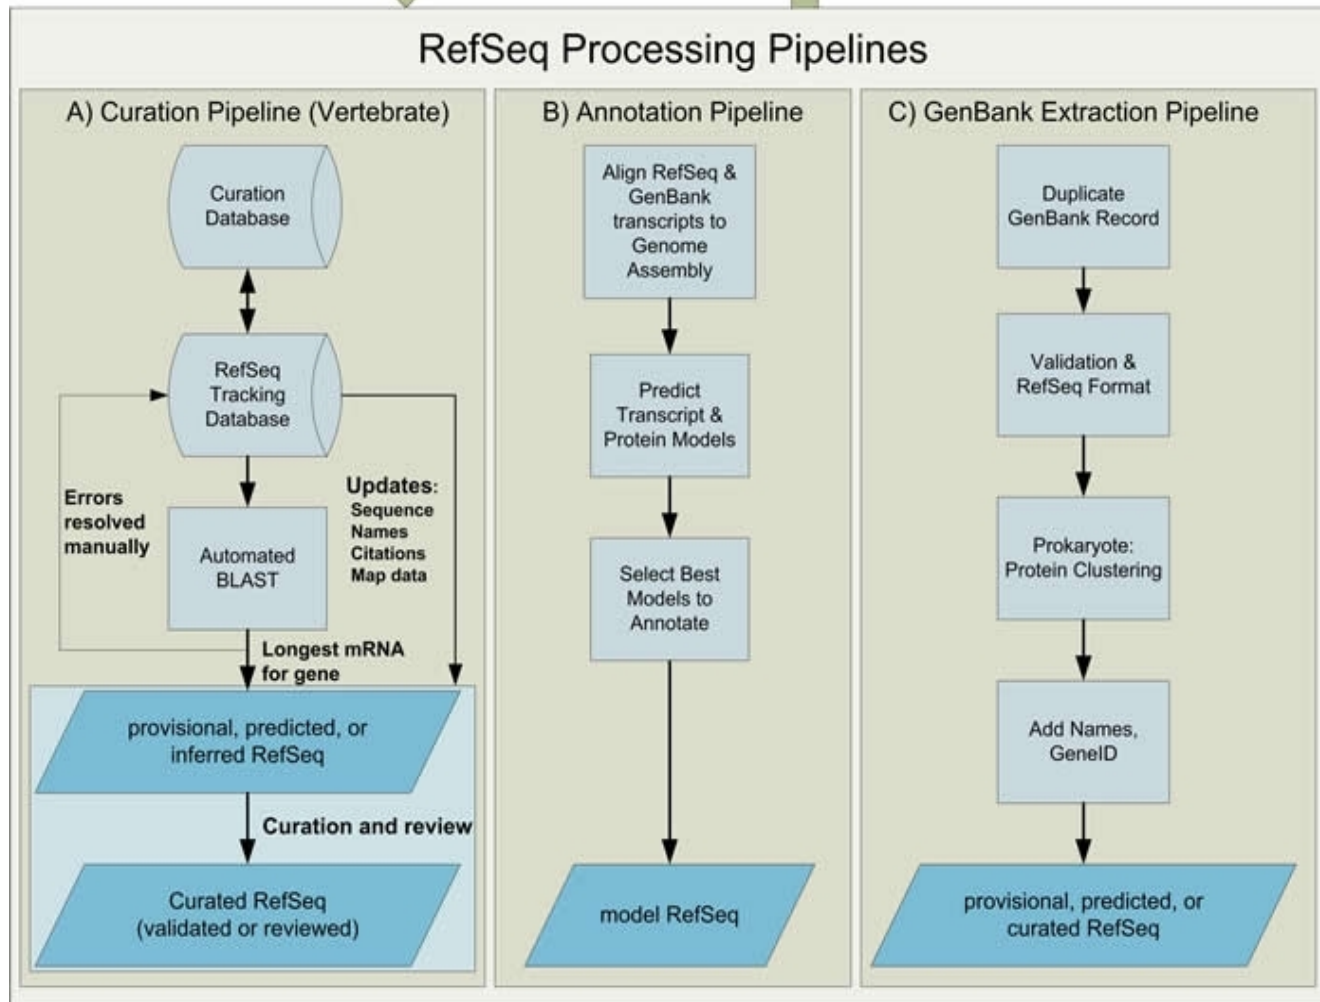 RefSeq Processing Pipelines
A) Curation Pipeline (Vertebrate)
Curation
Database
RefSeq
Tracking
Database
Errors
resolved
manually
Updates:
Sequence
Names
Citations
Map data
Automated
BLAST
Longest mRNA
for gene
provisional, predicted, or
inferred RefSeq
Curation and review
Curated RefSeq
(validated or reviewed)
B) Annotation Pipeline
Align RefSeq &
GenBank
transcripts to
Genome
Assembly
Predict
Transcript &
Protein Models
Select Best
Models to
Annotate
model RefSeq
C) GenBank Extraction Pipeline
Duplicate
GenBank Record
Validation &
RefSeq Format
Prokaryote:
Protein Clustering
Add Names,
GeneID
provisional, predicted, or
curated RefSeq